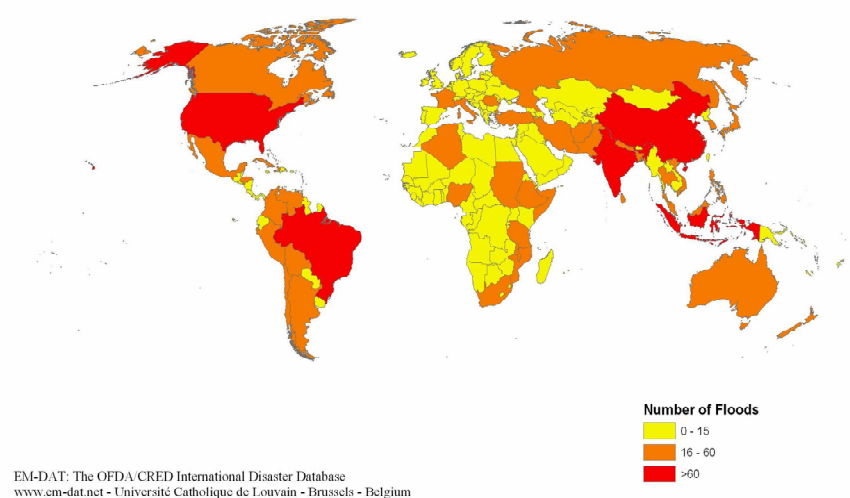 Number of Floods
0 - 15
16 - 60
>60
EM-DAT: The OFDA/CRED International Disaster Database
www.em-dat.net - Université Catholique de Louvain - Brussels - Belgium